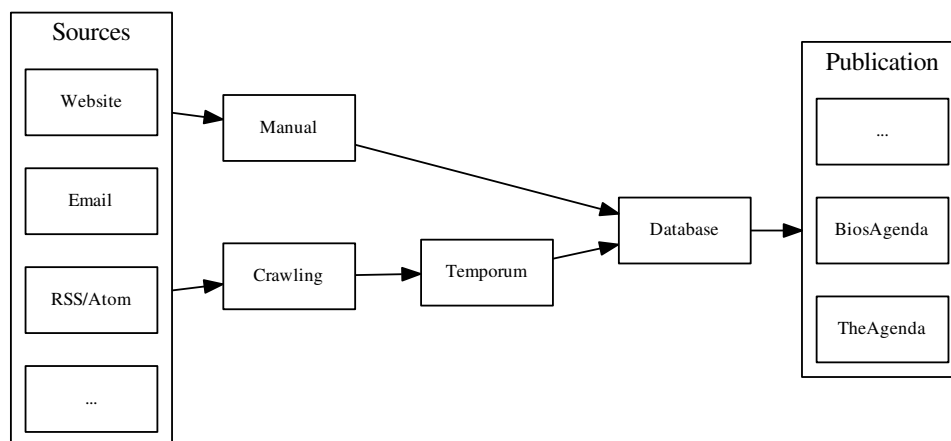 Sources
Website
Email
RSS/Atom
...
Manual
Crawling
Temporum
Database
Publication
...
BiosAgenda
TheAgenda